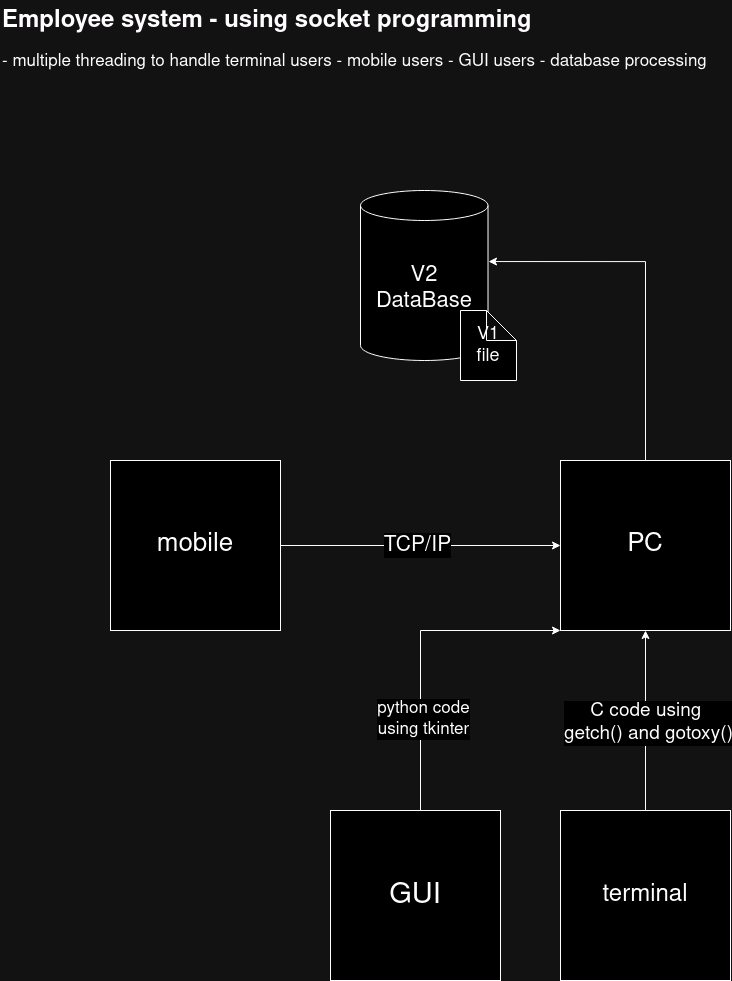 Employee system - using socket programming
- multiple threading to handle terminal users - mobile users - GUI users - database processing
V2
DataBase
V1
file
mobile
TCP/IP
PC
python code
using tkinter
C code using
getch() and gotoxy()
GUI
terminal